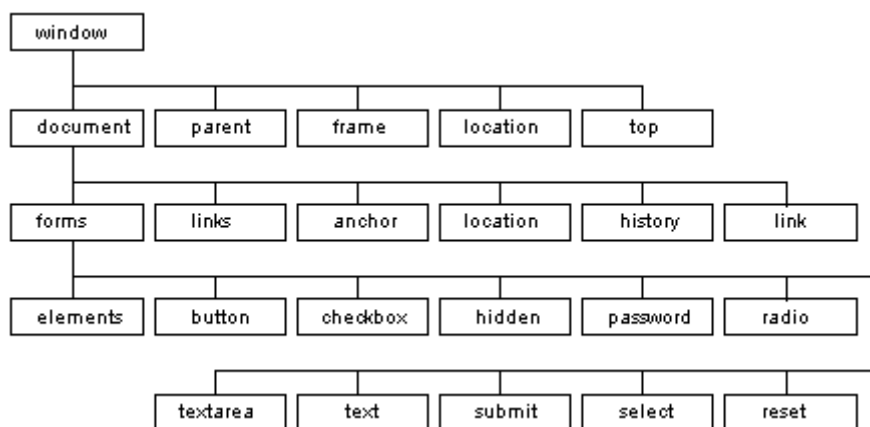 window
document parent frame location top
forms links anchor location history link
elements button checkbox hidden password radio
textarea text submit select reset